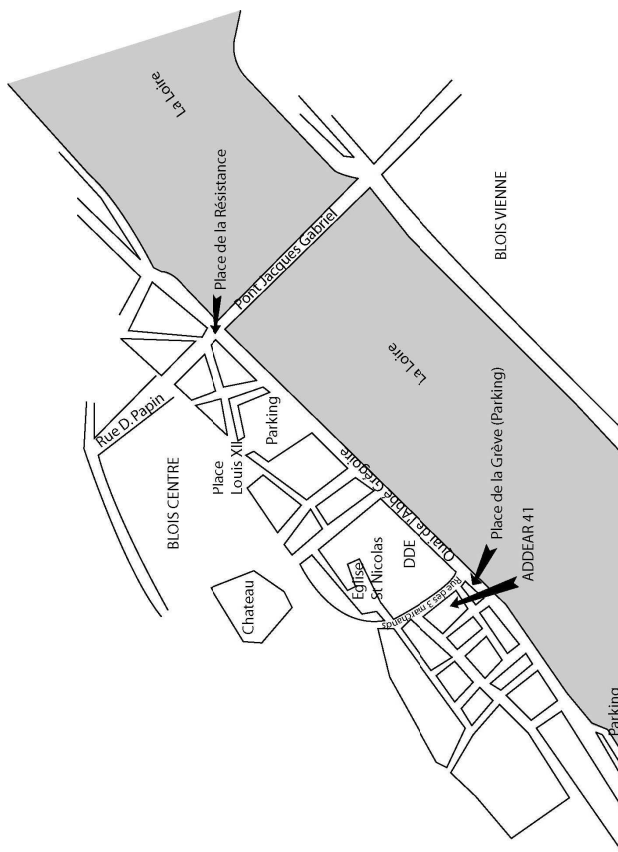 La Loire
Place de la Résistance
Pont Jacques Gabriel
BLOIS VIENNE
Rue D. Papin
BLOIS CENTRE
Place
Louis XII
Parking
La Loire
Quai de l'Abbé Grégoire
Place de la Grève (Parking)
ADDEAR 41
Chateau
Eglise
St Nicolas
DDE
Rue des 3 marchands
Parking